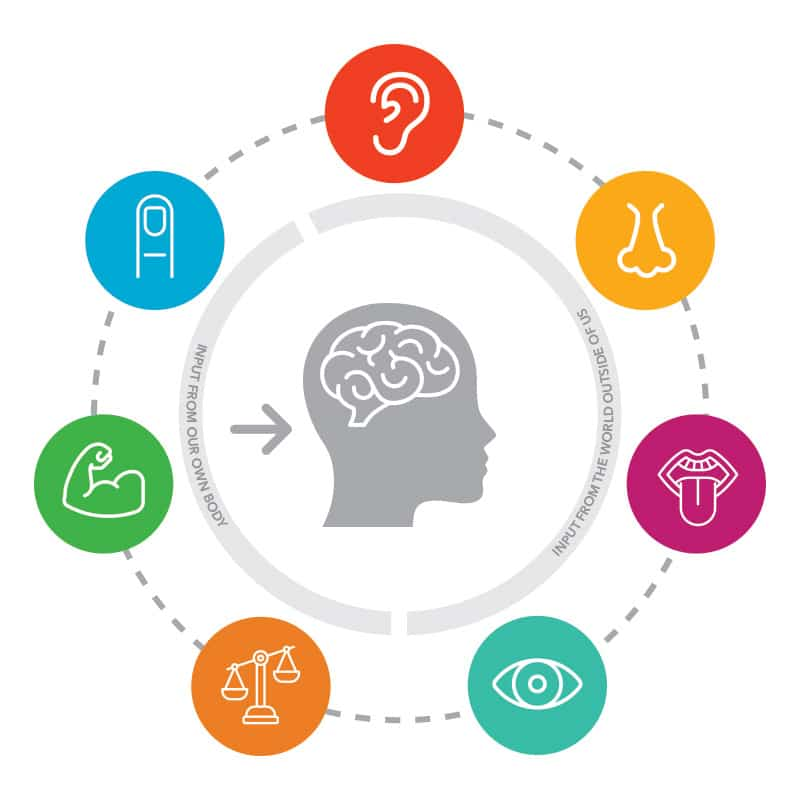 INPUT FROM OUR OWN BODY
INPUT FROM THE WORLD OUTSIDE OF US